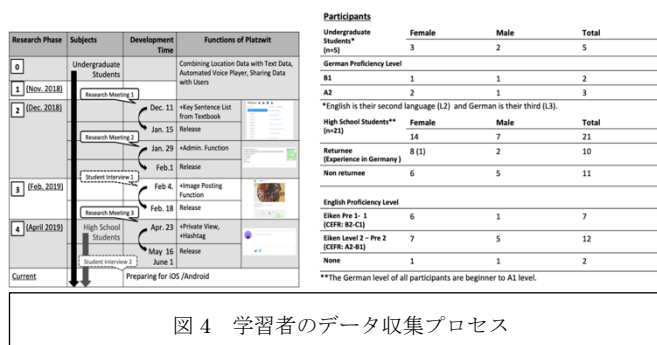 Research Phase Subjects Development Time Functions of Platzwit
0 Undergraduate Students Combining Location Data with Text Data, Automated Voice Player, Sharing Data with Users
1 (Nov. 2018)
Research Meeting 1
2 (Dec. 2018) Dec. 11 +Key Sentence List from Textbook
Jan. 15 Release
Research Meeting 2
Jan. 29 +Admin. Function
Feb.1 Release
Student Interview 1
3 (Feb. 2019) Feb 4. +Image Posting Function
Feb. 18 Release
Research Meeting 3
4 (April 2019) High School Students Apr. 23 +Private View, +Hashtag
May 16 Release
June 1
Student Interview 2
Current Preparing for iOS /Android
Participants
Undergraduate Students* (n=5) Female Male Total
3 2 5
German Proficiency Level
B1 1 1 2
A2 2 1 3
*English is their second language (L2) and German is their third (L3).
High School Students** (n=21) Female Male Total
14 7 21
Returnee (Experience in Germany ) 8 (1) 2 10
Non returnee 6 5 11
English Proficiency Level
Eiken Pre 1- 1 (CEFR: B2-C1) 6 1 7
Eiken Level 2 – Pre 2 (CEFR: A2-B1) 7 5 12
None 1 1 2
**The German level of all participants are beginner to A1 level.
図 4 学習者のデータ収集プロセス